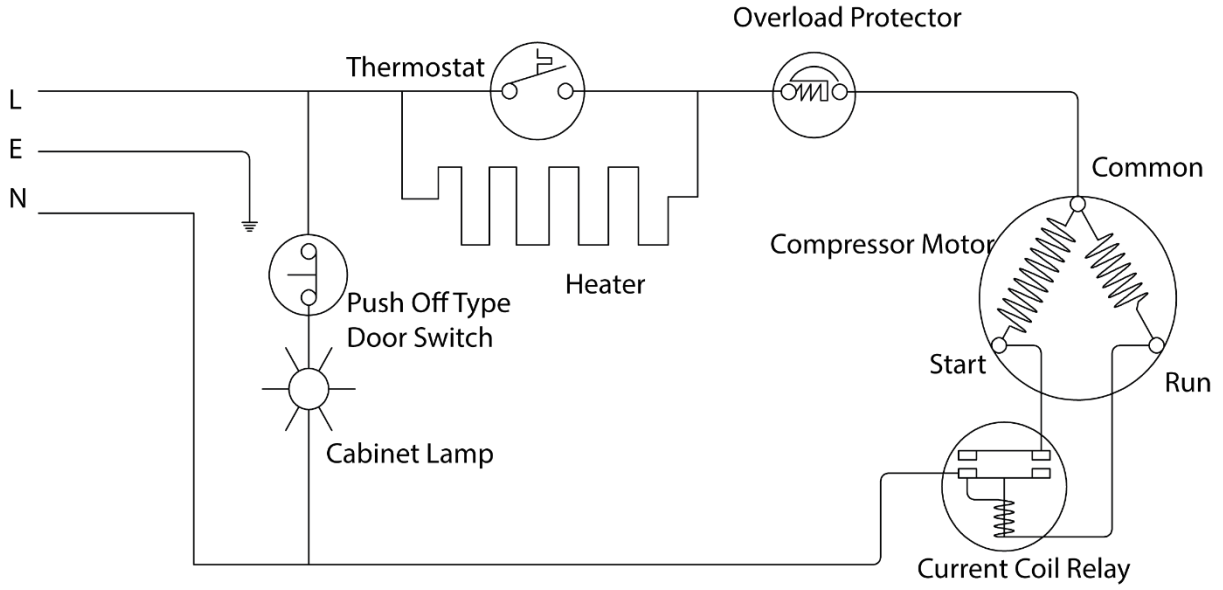 Overload Protector
Thermostat
L
E
N
Common
Compressor Motor
Heater
Push Off Type
Door Switch
Start
Run
Cabinet Lamp
Current Coil Relay